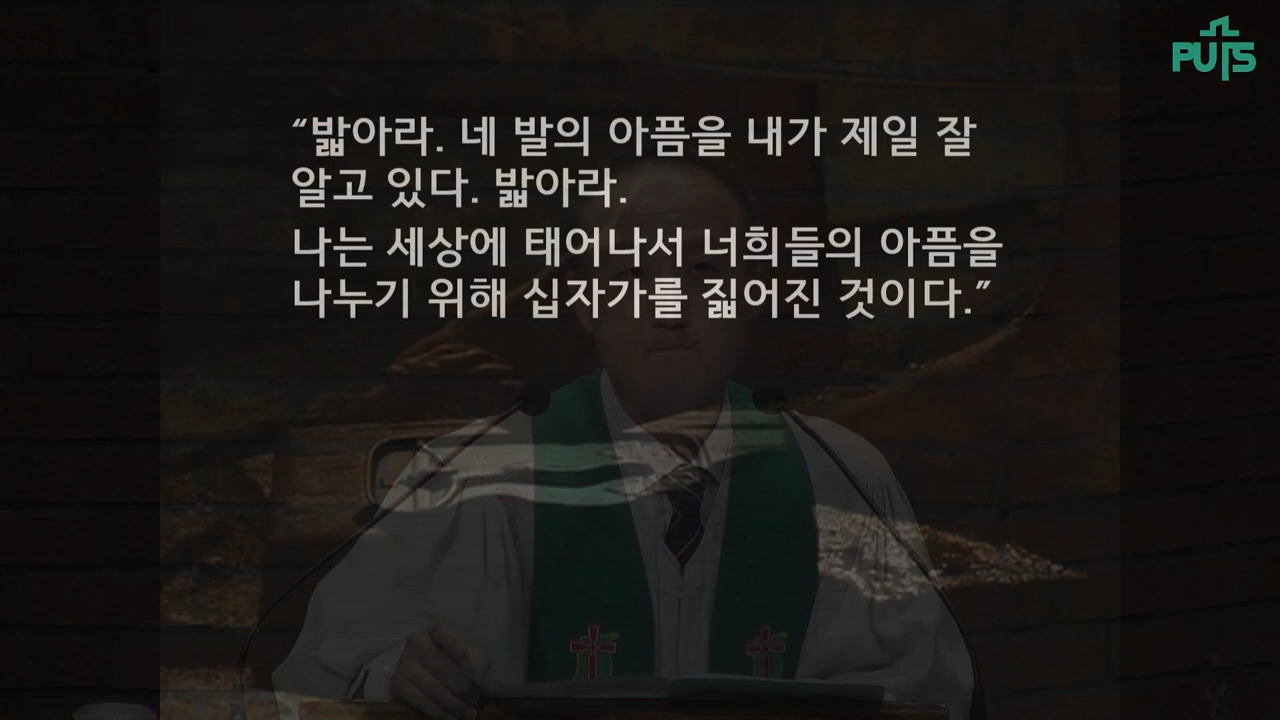 PUTS
“밟아라. 네 발의 아픔을 내가 제일 잘
알고 있다. 밟아라.
나는 세상에 태어나서 너희들의 아픔을
나누기 위해 십자가를 짊어진 것이다.”